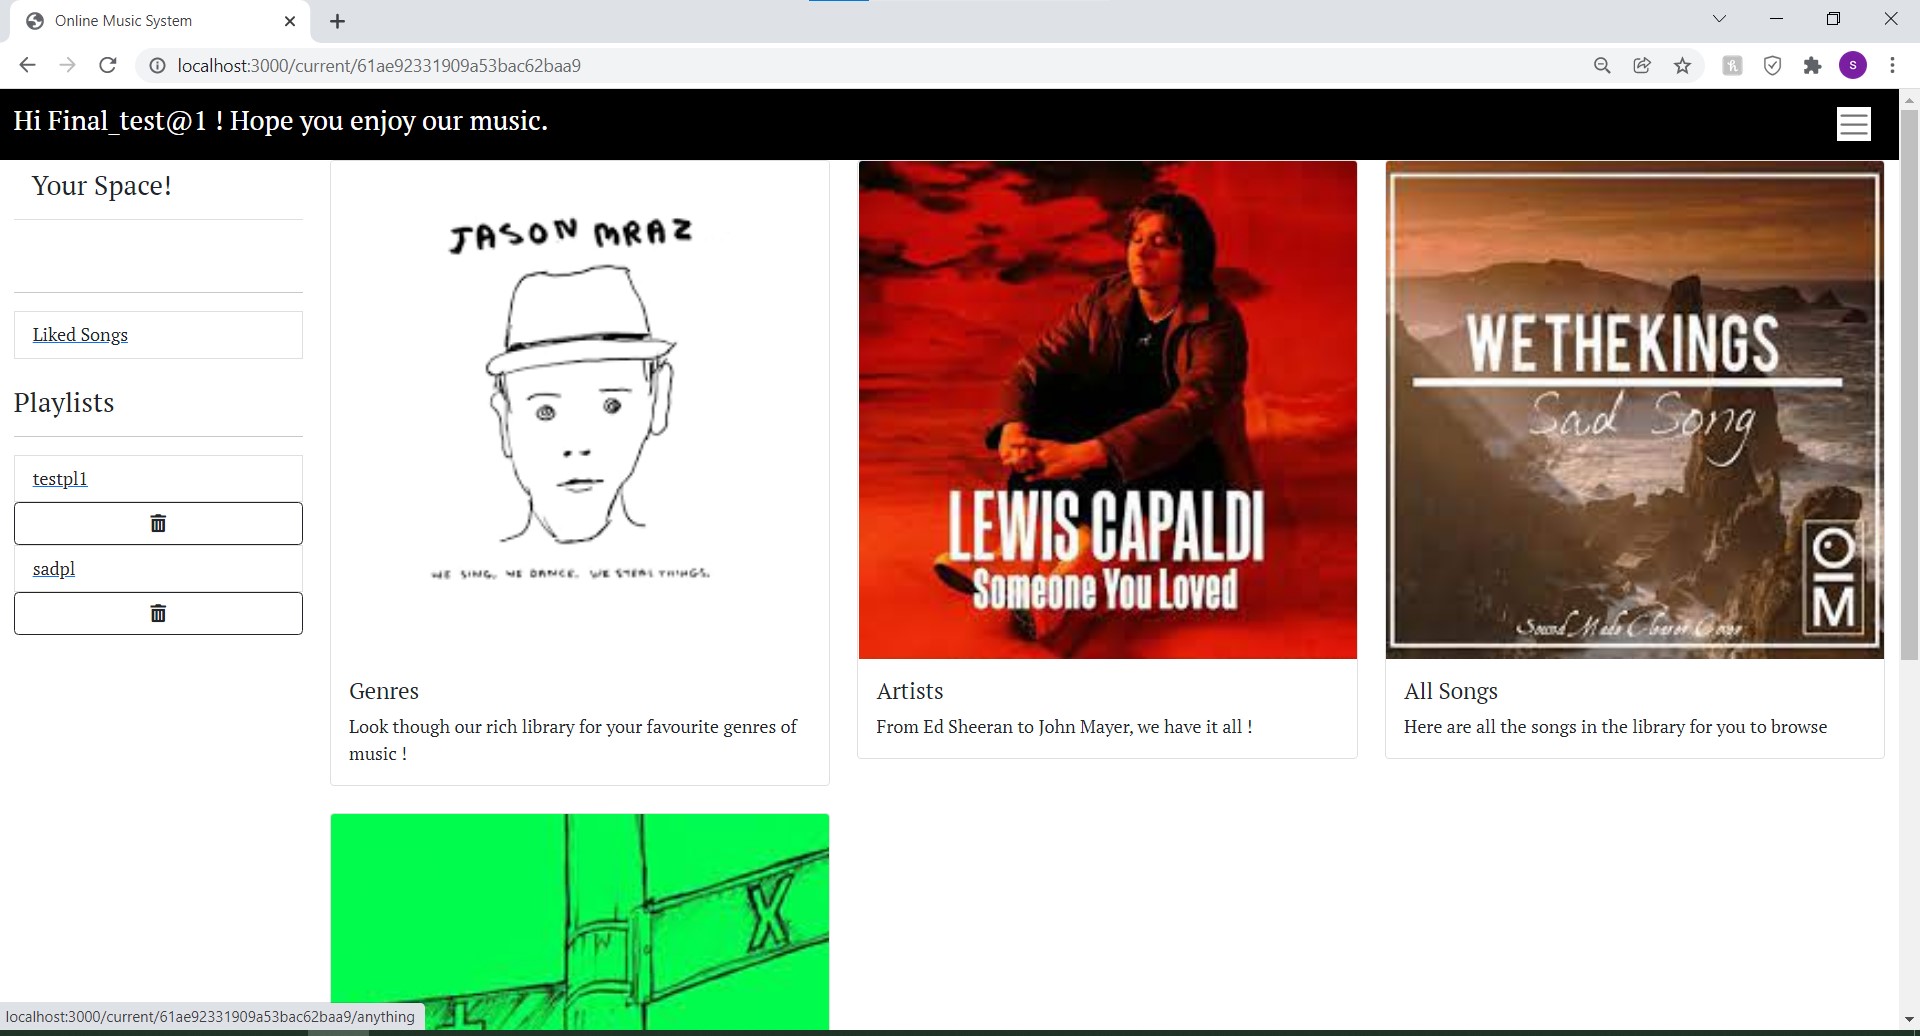 Online Music System
localhost:3000/current/61ae92331909a53bac62baa9
S
Hi Final_test@1 ! Hope you enjoy our music.
Your Space!
Liked Songs
Playlists
testpl1
sadpl
JASON MRAZ
WE SING. WE DANCE. WE STEAL THINGS.
Genres
Look though our rich library for your favourite genres of
music !
LEWIS CAPALDI
Someone You Loved
Artists
From Ed Sheeran to John Mayer, we have it all !
WE THE KINGS
Sad Song
OM
Sound Made Clearer Cover
All Songs
Here are all the songs in the library for you to browse
X
localhost:3000/current/61ae92331909a53bac62baa9/anything